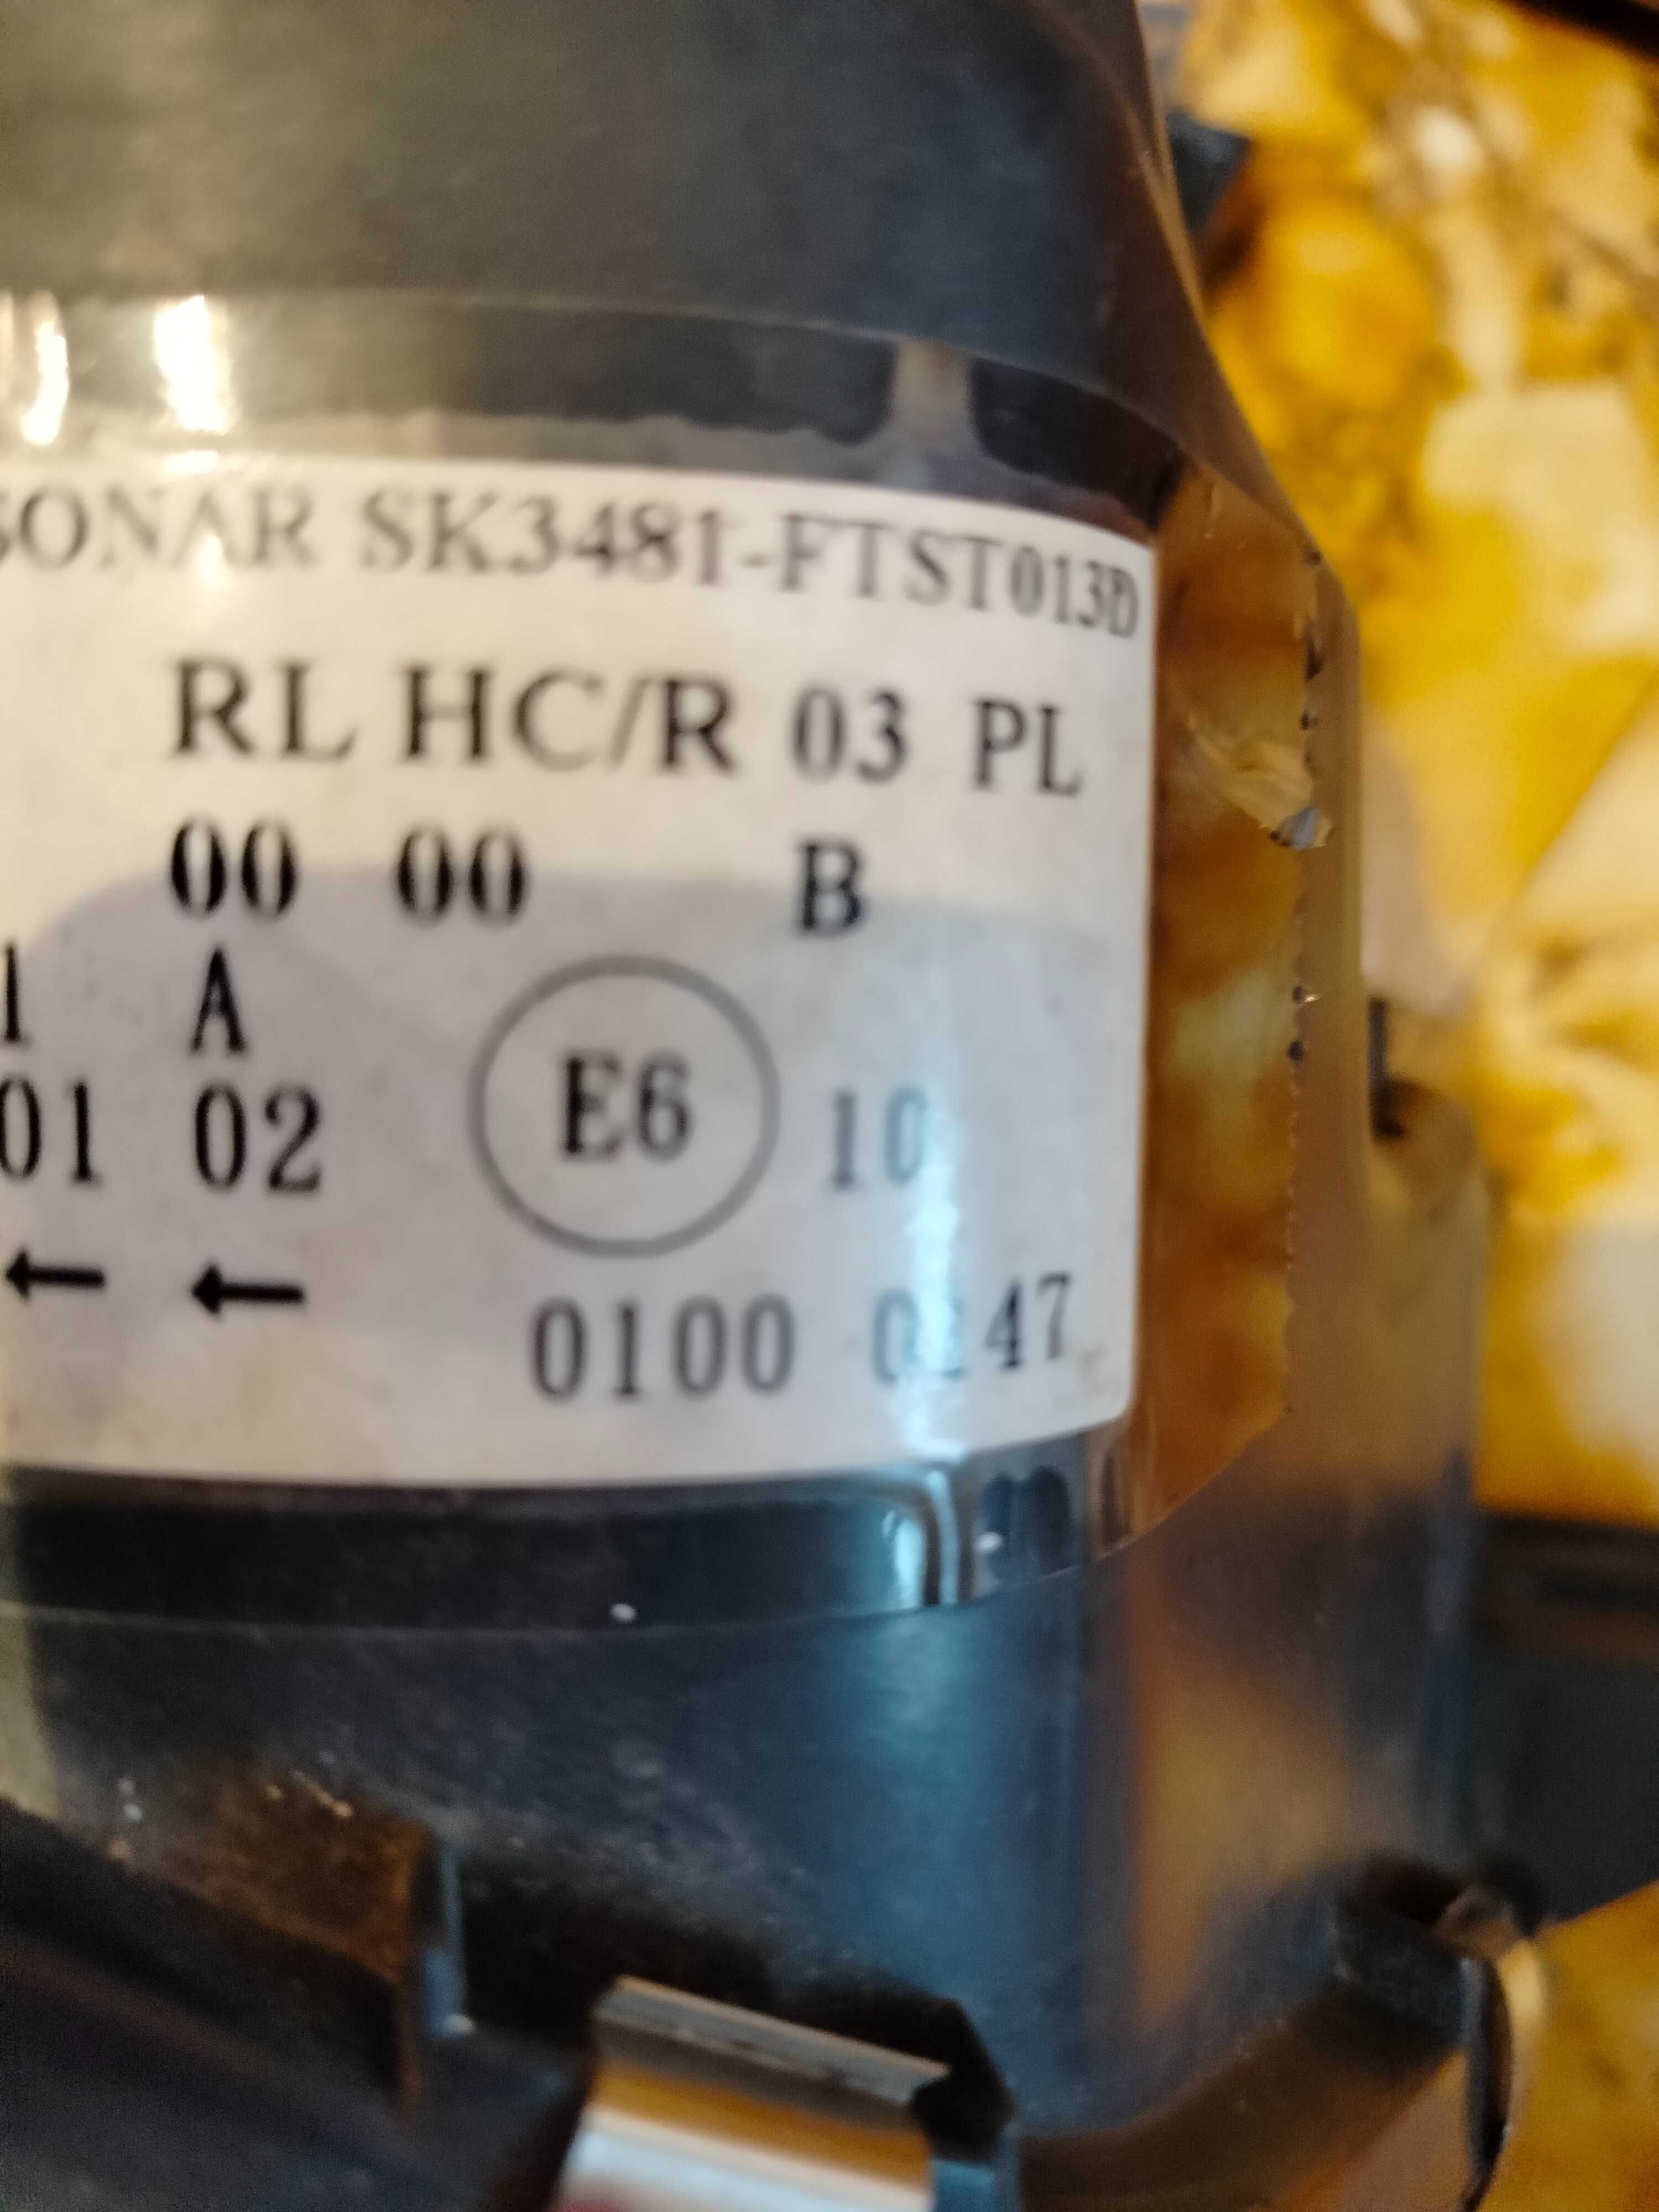 SONAR SK3481-FTST013D
RL HC/R 03 PL
00 00 B
1 A
01 02 E6 10
← ←
0100